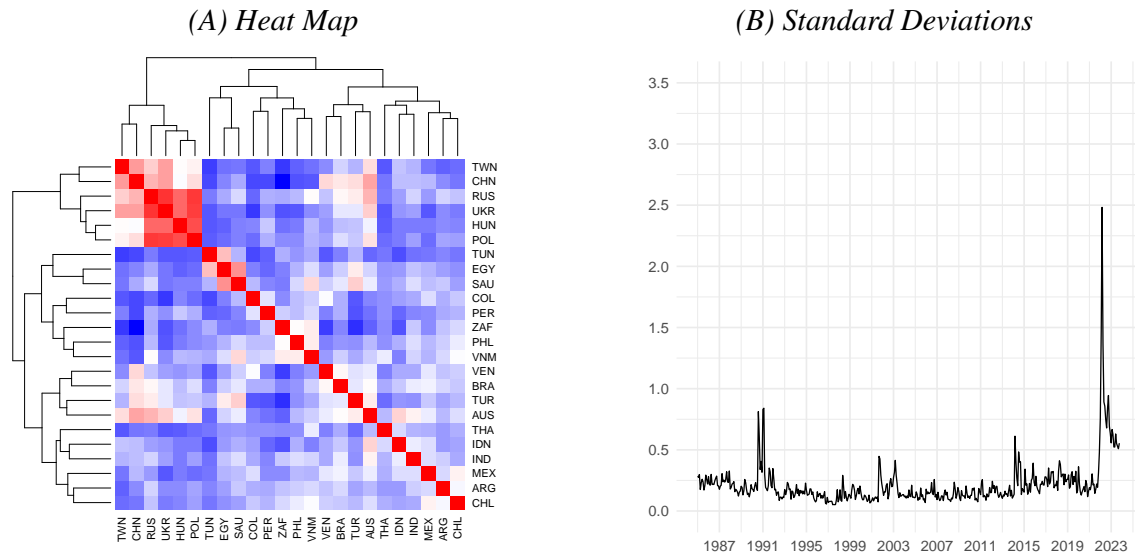 (A) Heat Map
TWN
CHN
RUS
UKR
HUN
POL
TUN
EGY
SAU
COL
PER
ZAF
PHL
VNM
VEN
BRA
TUR
AUS
THA
IDN
IND
MEX
ARG
CHL
TWN CHN RUS UKR HUN POL TUN EGY SAU COL PER ZAF PHL VNM VEN BRA TUR AUS THA IDN IND MEX ARG CHL
(B) Standard Deviations
3.5
3.0
2.5
2.0
1.5
1.0
0.5
0.0
1987 1991 1995 1999 2003 2007 2011 2015 2019 2023